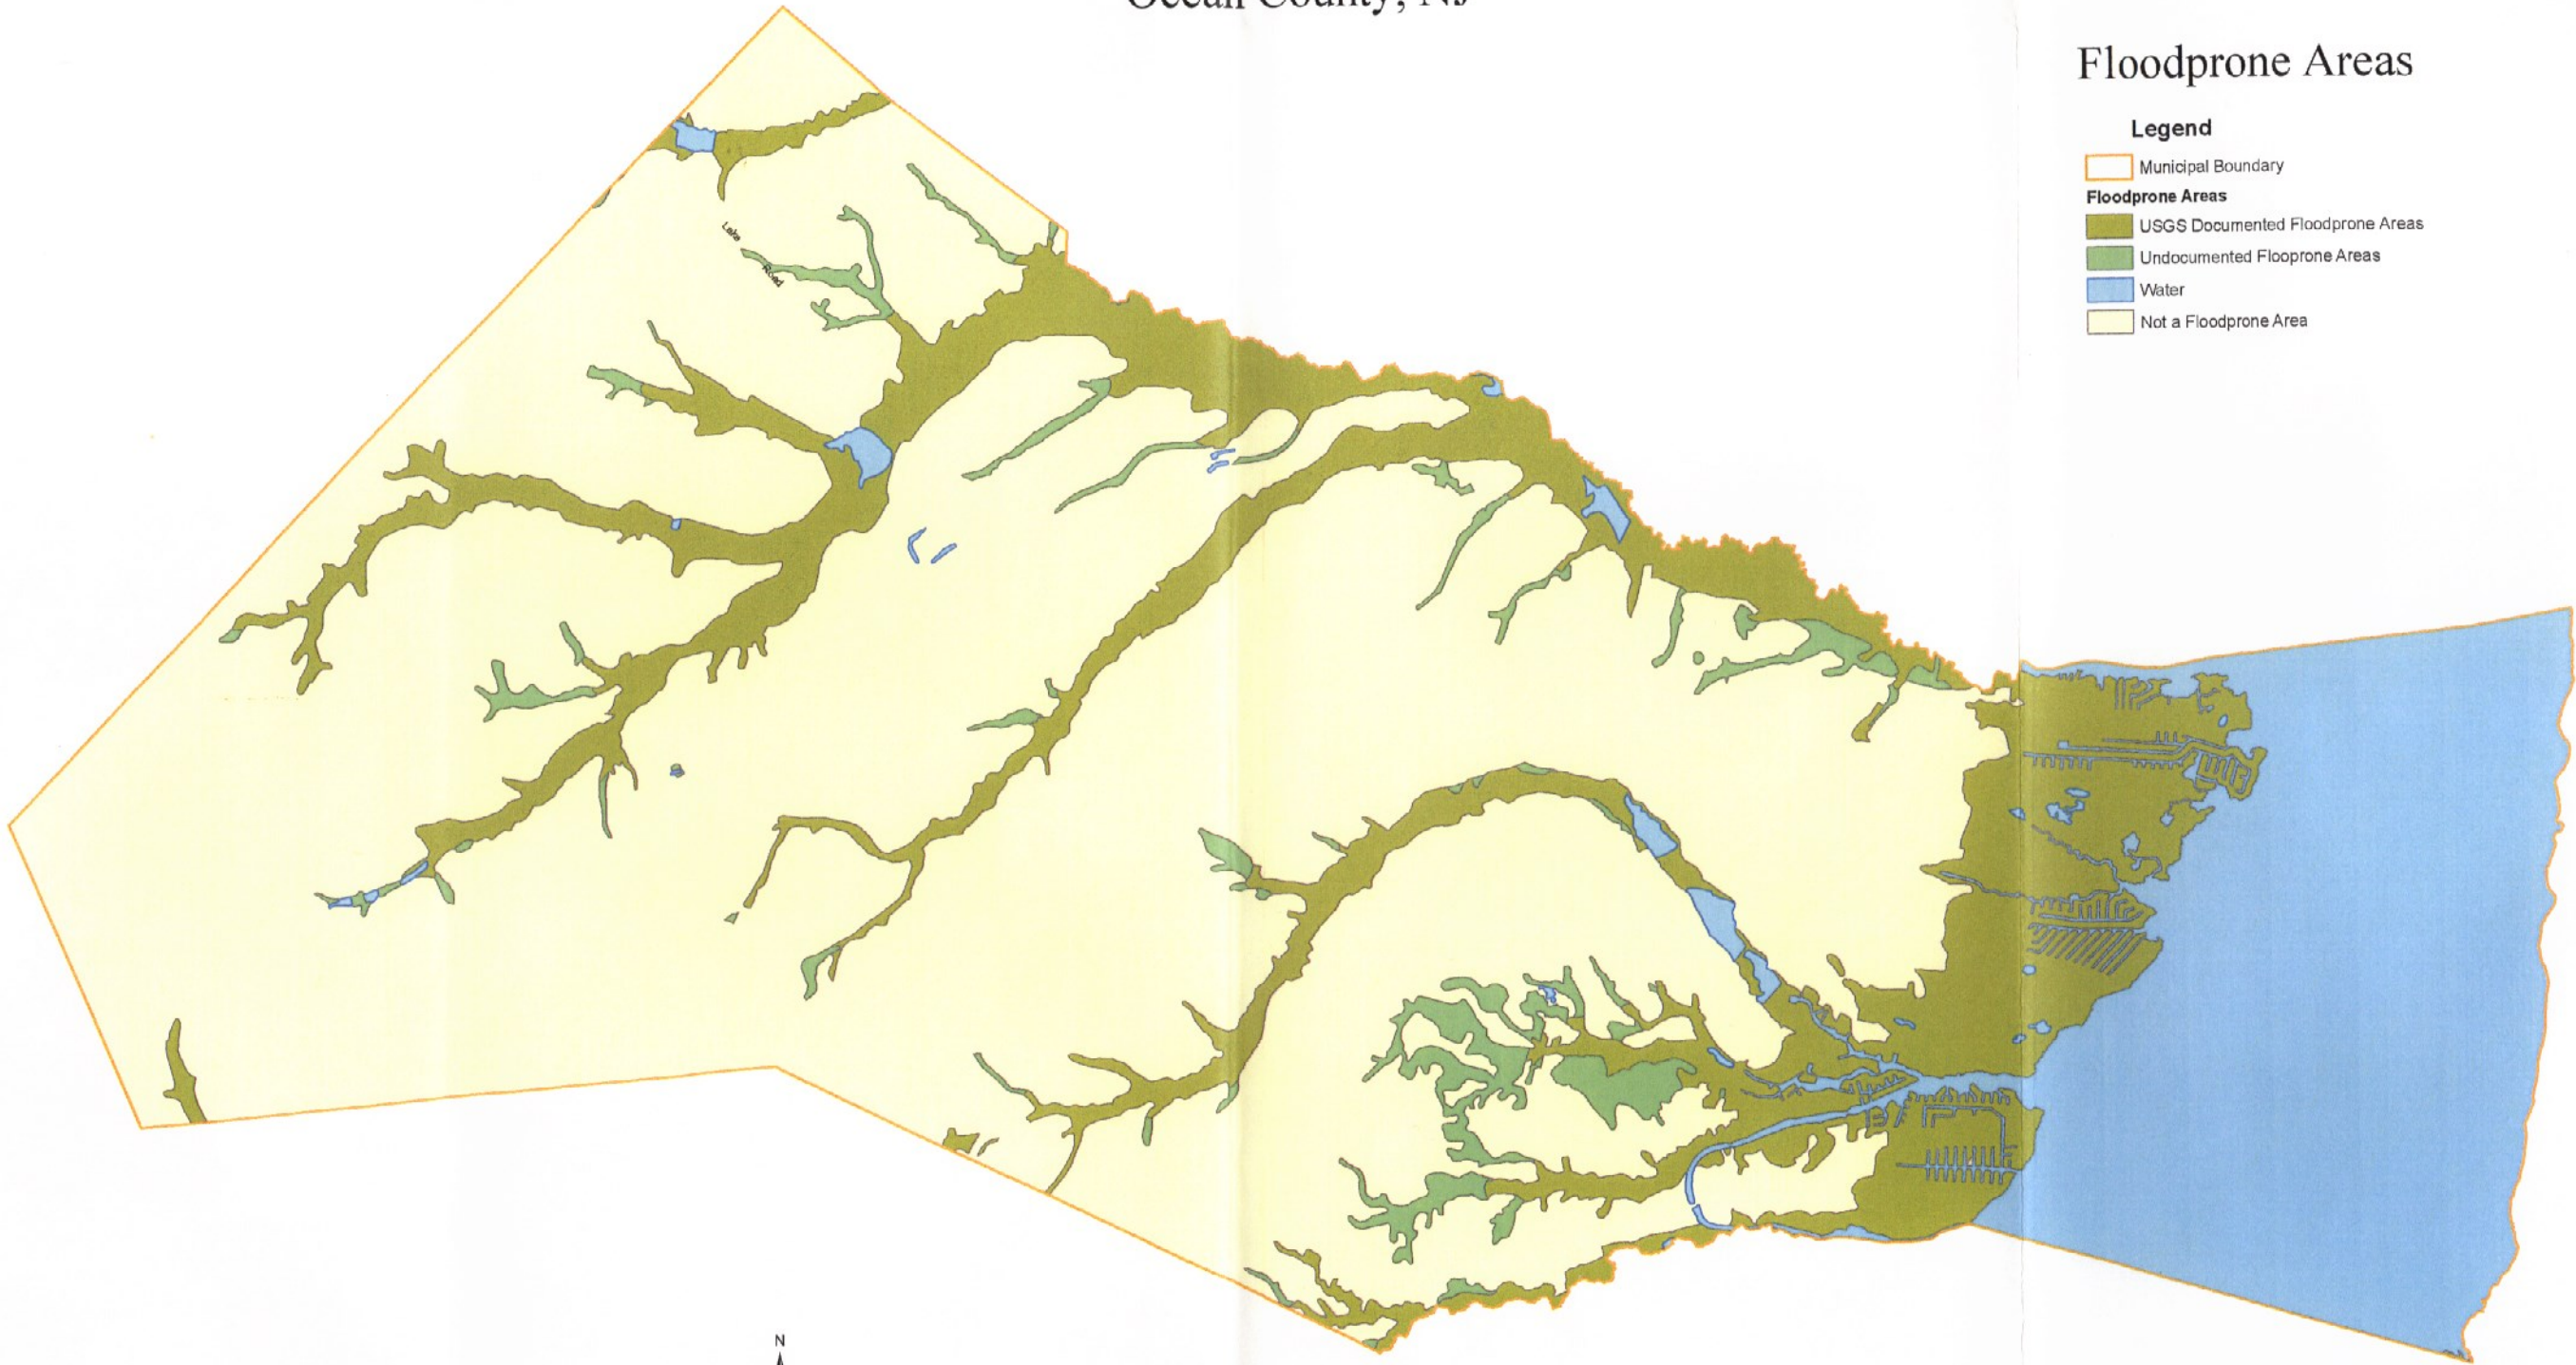 Ocean County, NJ
Floodprone Areas
Legend
Municipal Boundary
Floodprone Areas
USGS Documented Floodprone Areas
Undocumented Flooprone Areas
Water
Not a Floodprone Area
Lake
Road
N